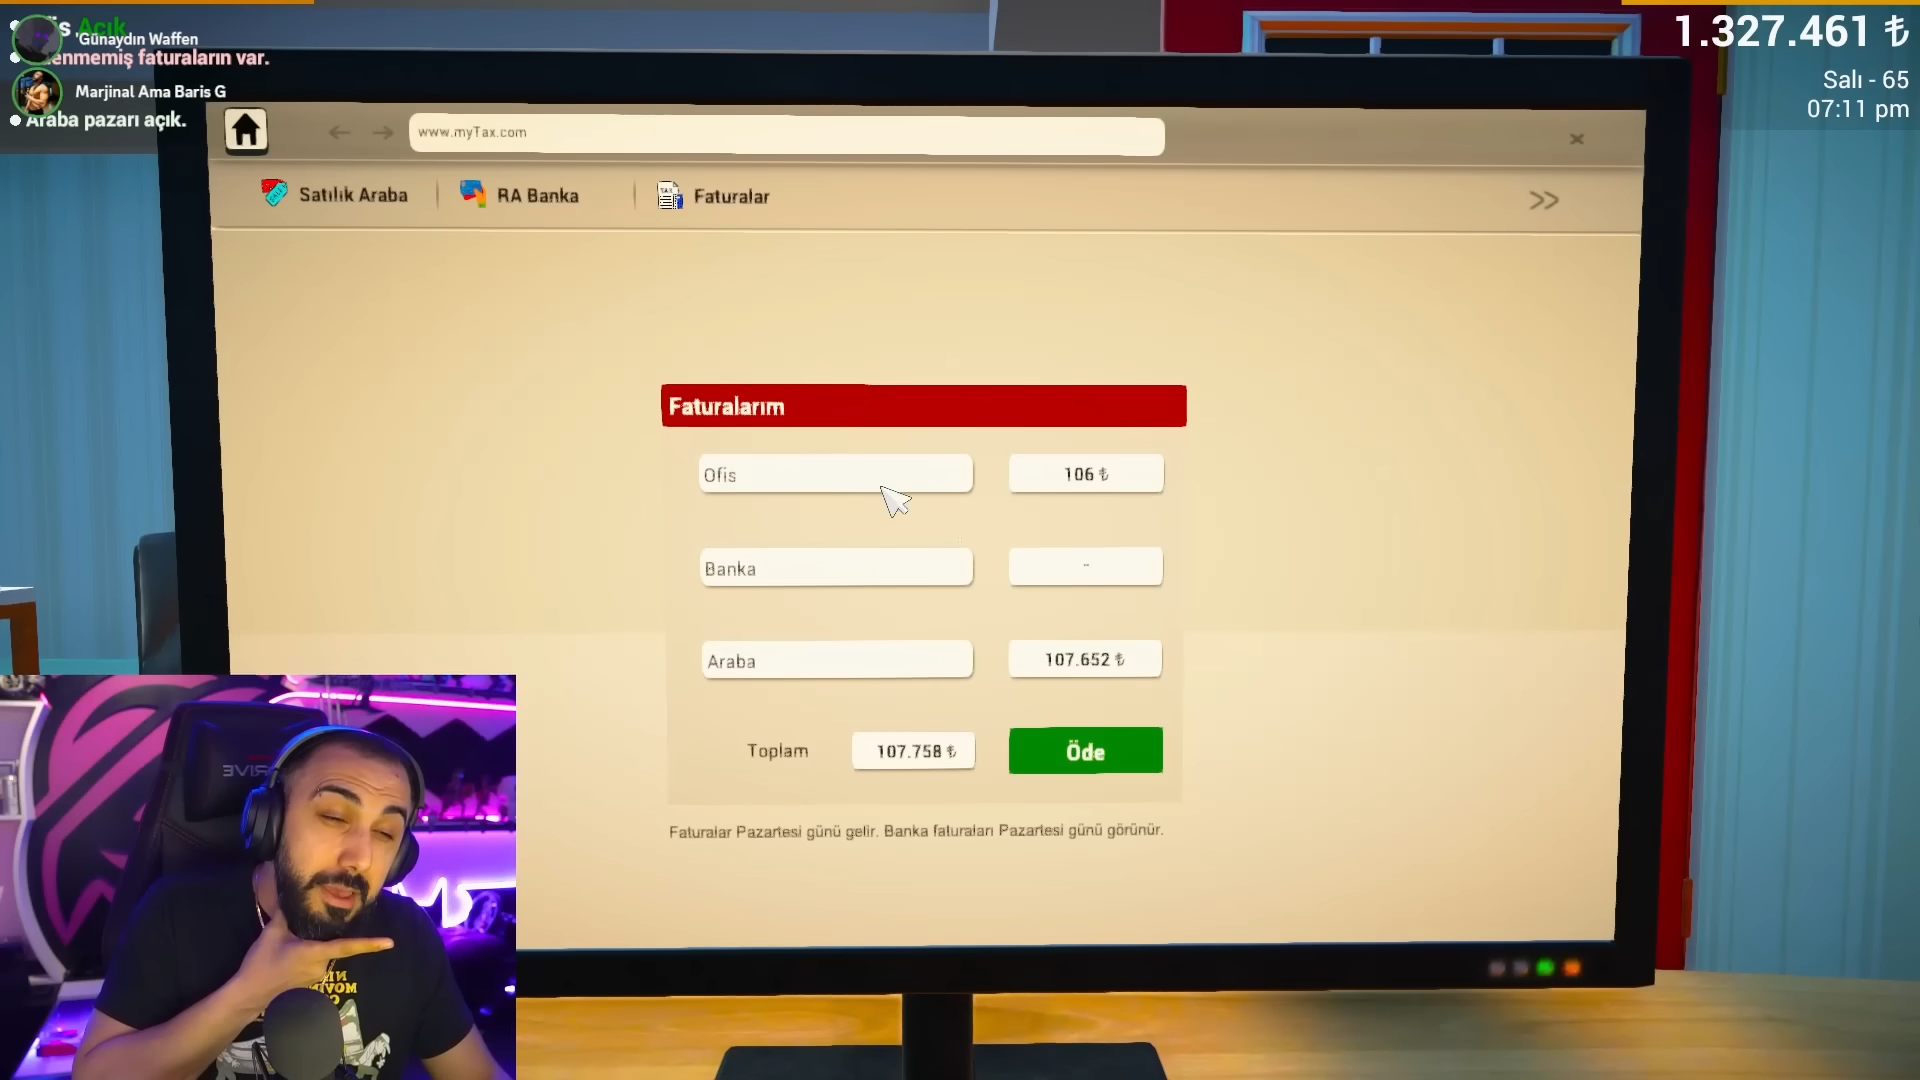 Açık
Günaydın Waffen
enmemiş faturaların var.
Marjinal Ama Baris G
Araba pazarı açık.
1.327.461 ₺
Salı - 65
07:11 pm
www.myTax.com
Satılık Araba
RA Banka
Faturalar
>>
Faturalarım
Ofis
106 ₺
Banka
-
Araba
107.652 ₺
Toplam
107.758 ₺
Öde
Faturalar Pazartesi günü gelir. Banka faturaları Pazartesi günü görünür.